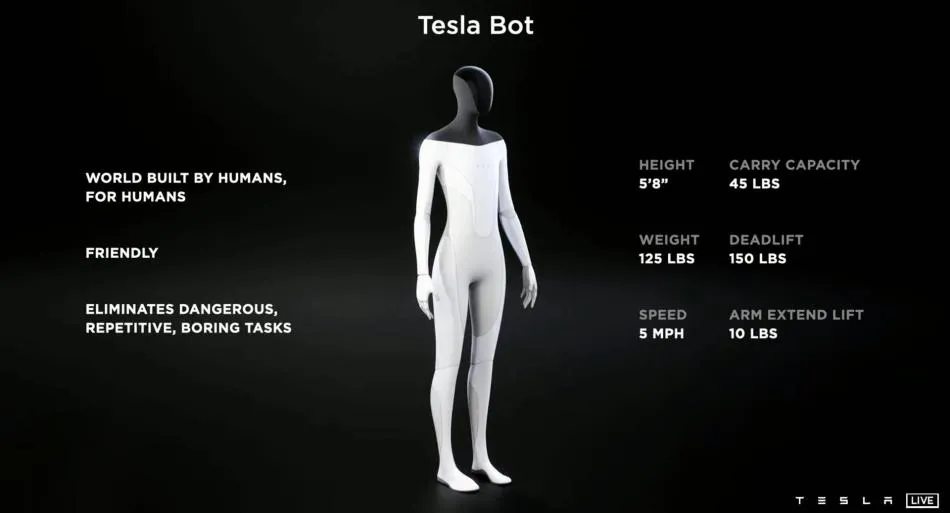 Tesla Bot
WORLD BUILT BY HUMANS,
FOR HUMANS
FRIENDLY
ELIMINATES DANGEROUS,
REPETITIVE, BORING TASKS
HEIGHT
5'8”
CARRY CAPACITY
45 LBS
WEIGHT
125 LBS
DEADLIFT
150 LBS
SPEED
5 MPH
ARM EXTEND LIFT
10 LBS
TESLA LIVE